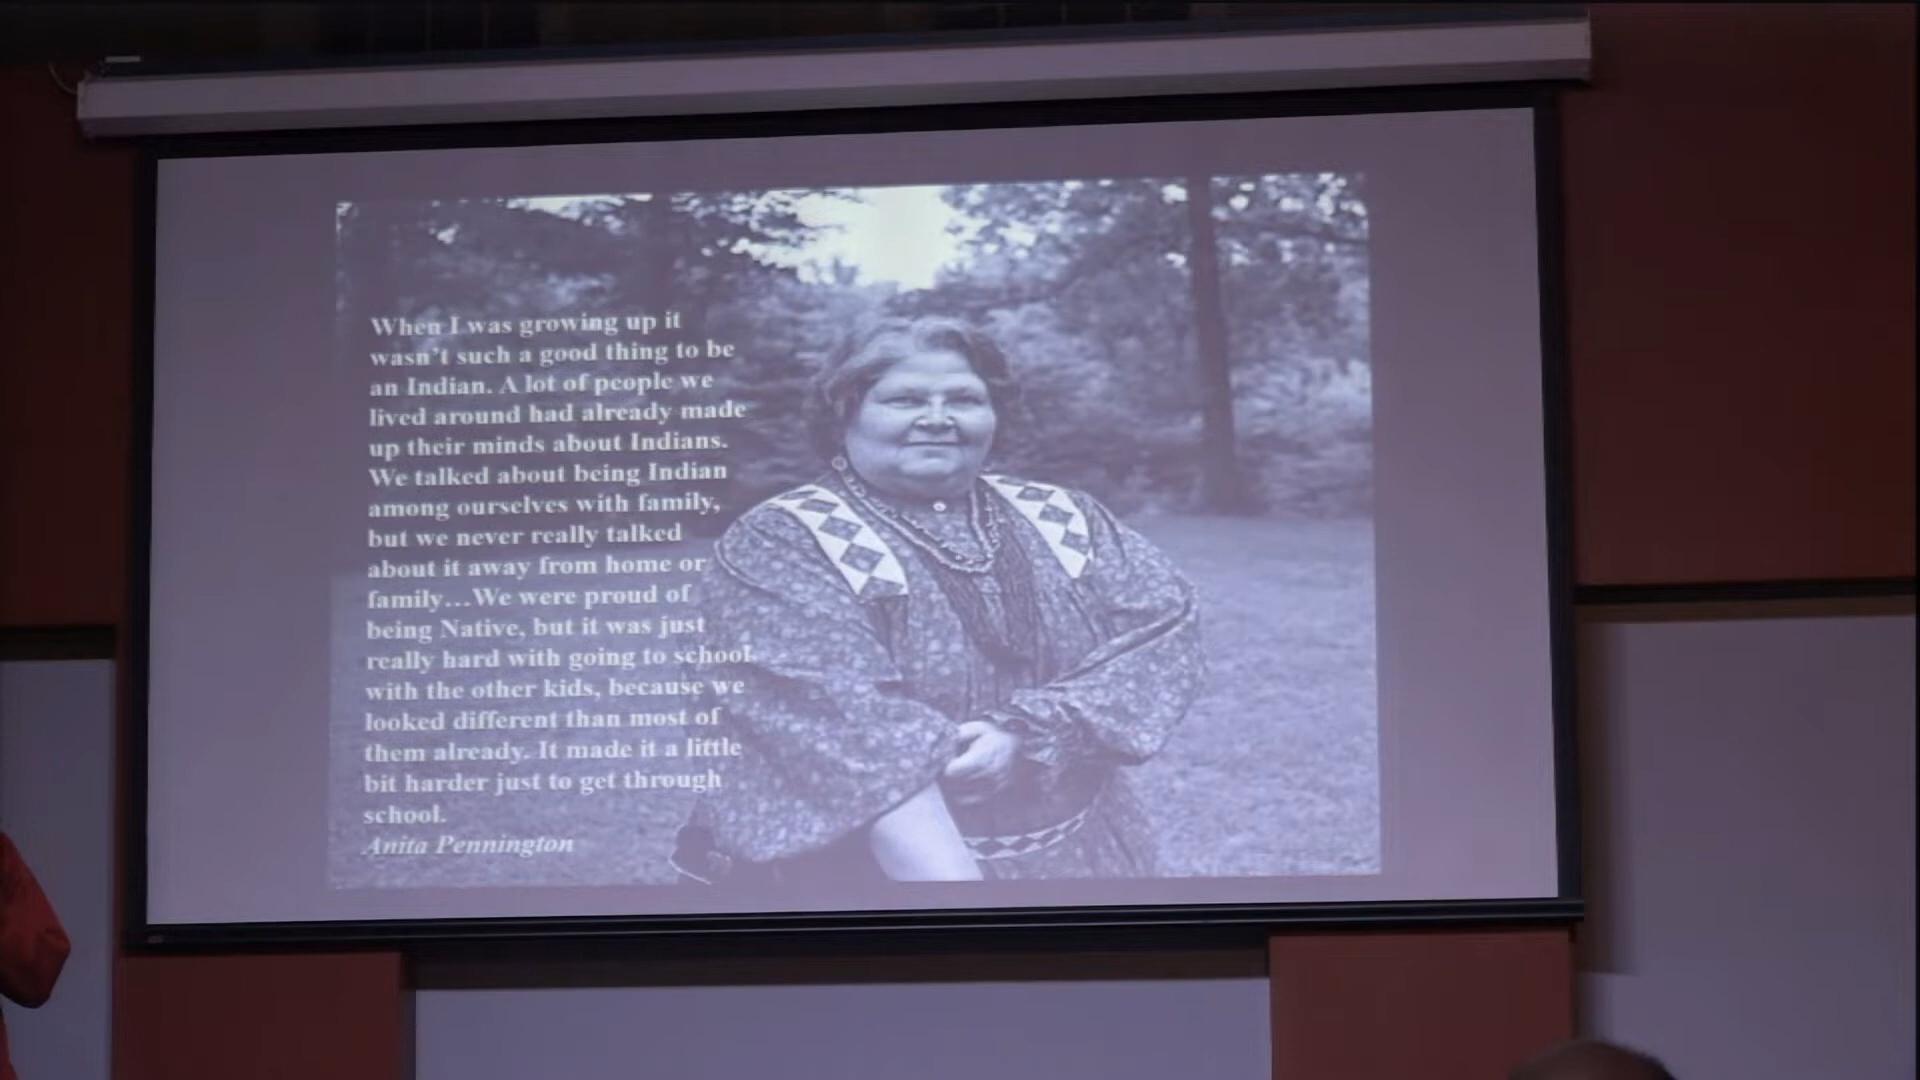 When I was growing up it
wasn't such a good thing to be
an Indian. A lot of people we
lived around had already made
up their minds about Indians.
We talked about being Indian
among ourselves with family,
but we never really talked
about it away from home or
family...We were proud of
being Native, but it was just
really hard with going to school
with the other kids, because we
looked different than most of
them already. It made it a little
bit harder just to get through
school.
Anita Pennington